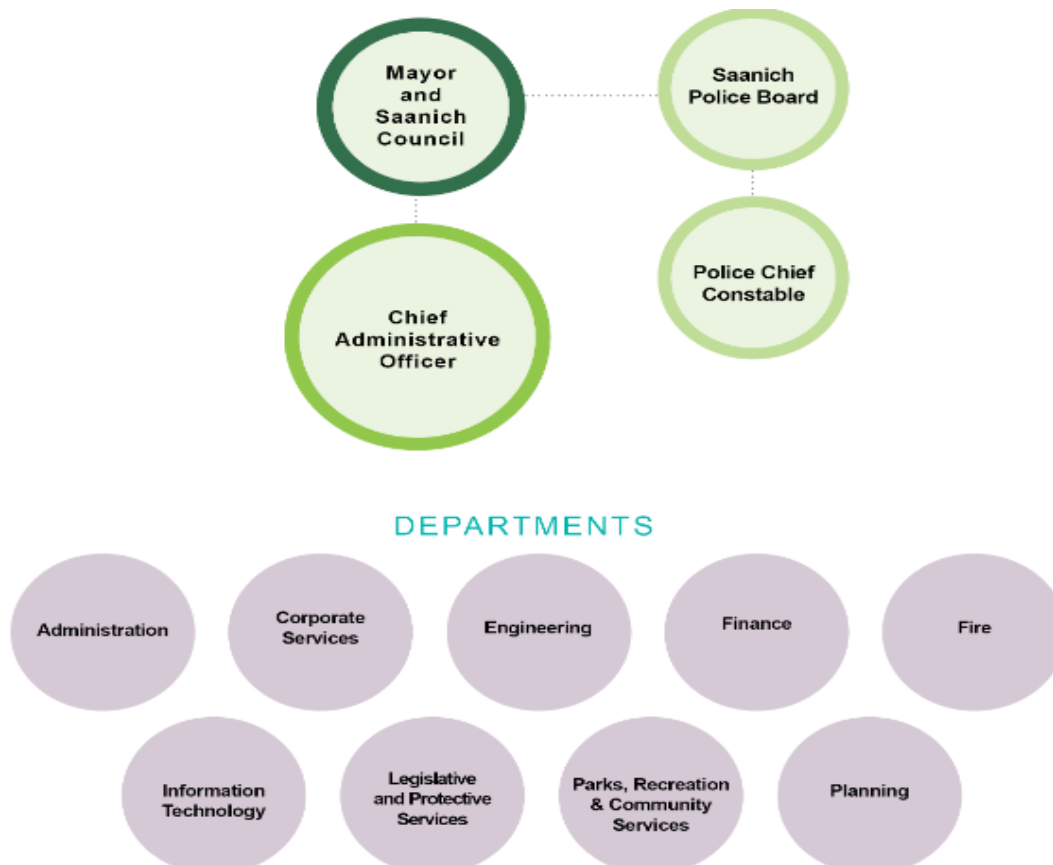 Mayor
and
Saanich
Council
Saanich
Police Board
Police Chief
Constable
Chief
Administrative
Officer
DEPARTMENTS
Administration
Corporate
Services
Engineering
Finance
Fire
Information
Technology
Legislative
and Protective
Services
Parks, Recreation
& Community
Services
Planning